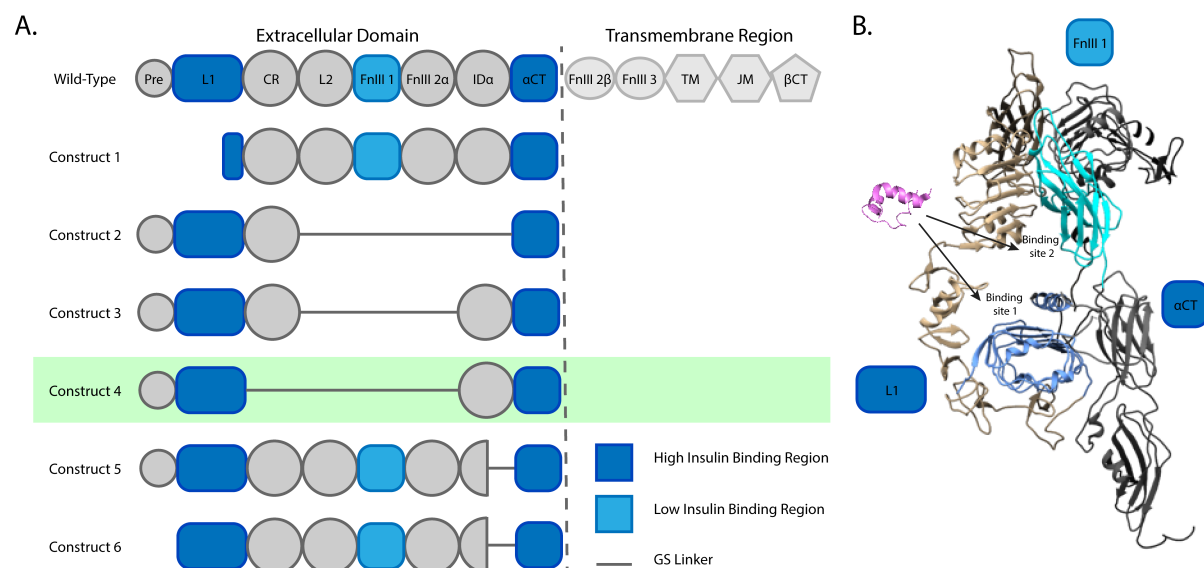 A.
Extracellular Domain
Transmembrane Region
Wild-Type
Pre
L1
CR
L2
FnIII 1
FnIII 2α
IDα
αCT
FnIII 2β
FnIII 3
TM
JM
βCT
Construct 1
Construct 2
Construct 3
Construct 4
Construct 5
Construct 6
High Insulin Binding Region
Low Insulin Binding Region
GS Linker
B.
FnIII 1
Binding
site 2
Binding
site 1
αCT
L1